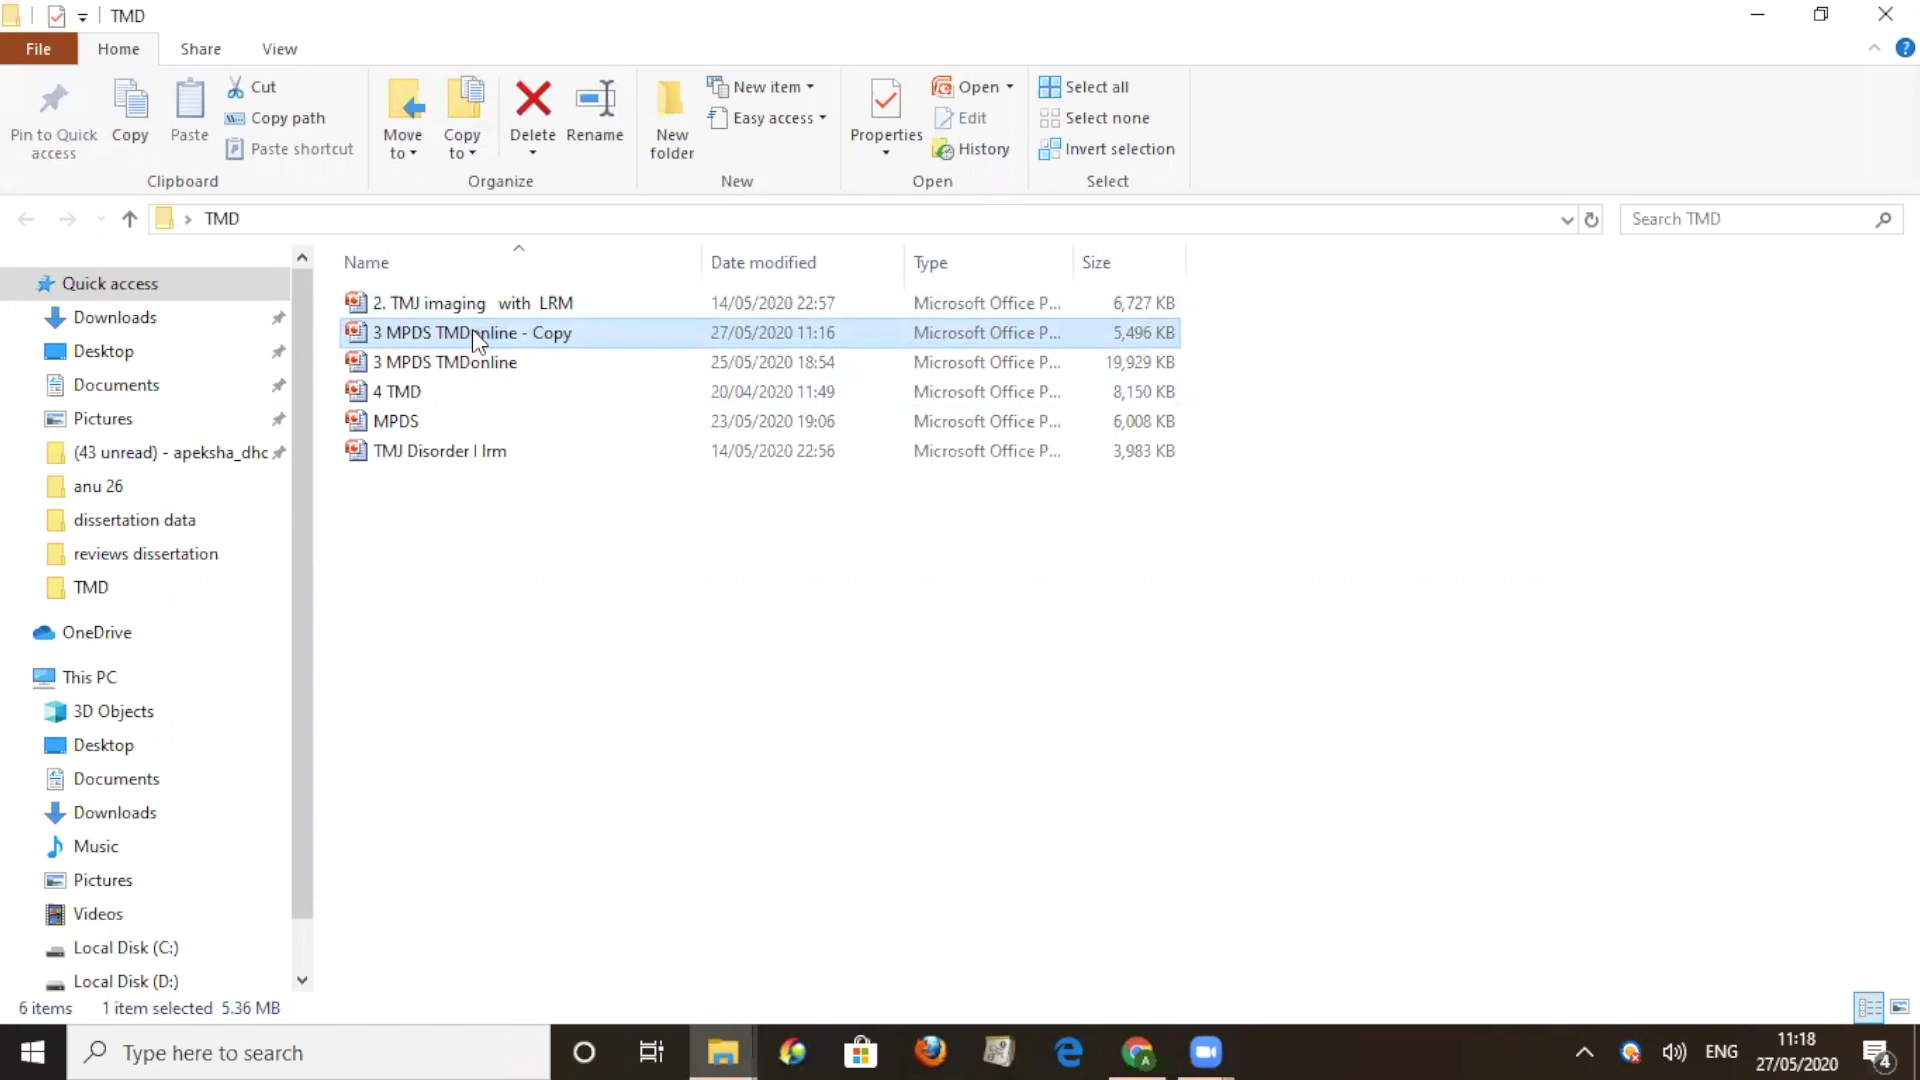 TMD
File Home Share View
Pin to Quick access
Copy
Paste
Cut
Copy path
Paste shortcut
Clipboard
Move to
Copy to
Delete
Rename
Organize
New folder
New item
Easy access
New
Properties
Open
Edit
History
Open
Select all
Select none
Invert selection
Select
TMD
Search TMD
Quick access
Downloads
Desktop
Documents
Pictures
(43 unread) - apeksha_dhc
anu 26
dissertation data
reviews dissertation
TMD
OneDrive
This PC
3D Objects
Desktop
Documents
Downloads
Music
Pictures
Videos
Local Disk (C:)
Local Disk (D:)
Name Date modified Type Size
2. TMJ imaging with LRM 14/05/2020 22:57 Microsoft Office P... 6,727 KB
3 MPDS TMDonline - Copy 27/05/2020 11:16 Microsoft Office P... 5,496 KB
3 MPDS TMDonline 25/05/2020 18:54 Microsoft Office P... 19,929 KB
4 TMD 20/04/2020 11:49 Microsoft Office P... 8,150 KB
MPDS 23/05/2020 19:06 Microsoft Office P... 6,008 KB
TMJ Disorder I lrm 14/05/2020 22:56 Microsoft Office P... 3,983 KB
6 items 1 item selected 5.36 MB
Type here to search
ENG
11:18
27/05/2020
4